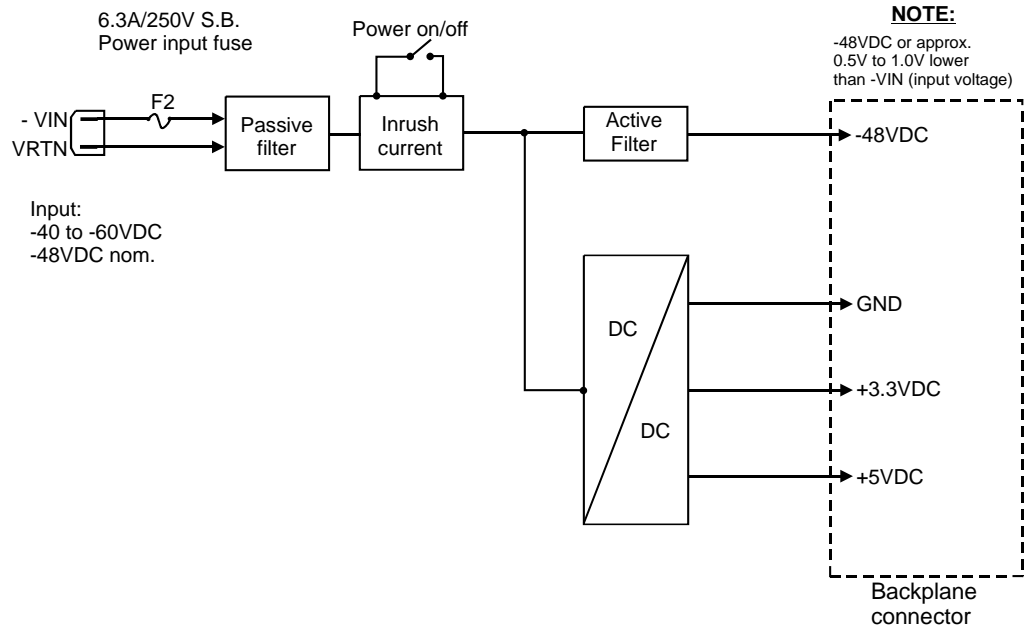 6.3A/250V S.B.
Power input fuse
Power on/off
NOTE:
-48VDC or approx.
0.5V to 1.0V lower
than -VIN (input voltage)
F2
- VIN
VRTN
Passive
filter
Inrush
current
Active
Filter
-48VDC
Input:
-40 to -60VDC
-48VDC nom.
DC
DC
GND
+3.3VDC
+5VDC
Backplane
connector